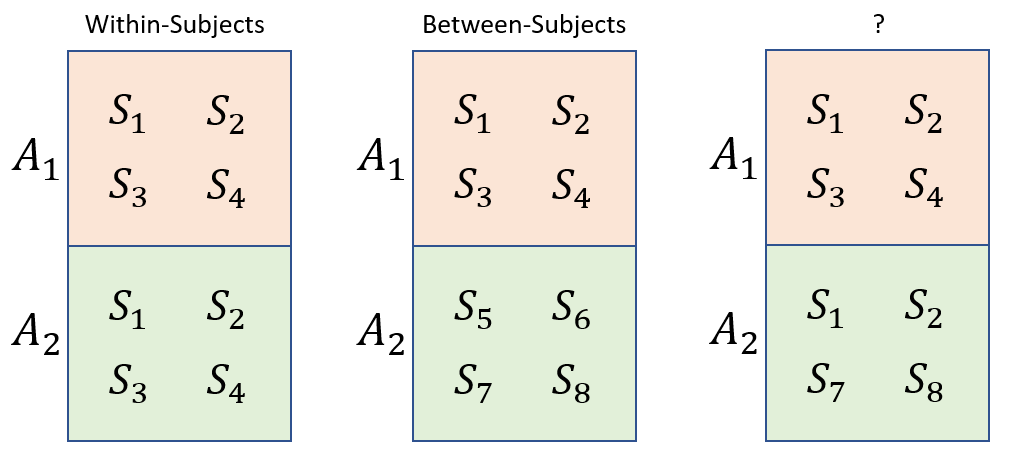 Within-Subjects Between-Subjects ?
S₁ S₂ S₁ S₂ S₁ S₂
A₁ A₁ A₁
S₃ S₄ S₃ S₄ S₃ S₄
S₁ S₂ S₅ S₆ S₁ S₂
A₂ A₂ A₂
S₃ S₄ S₇ S₈ S₇ S₈